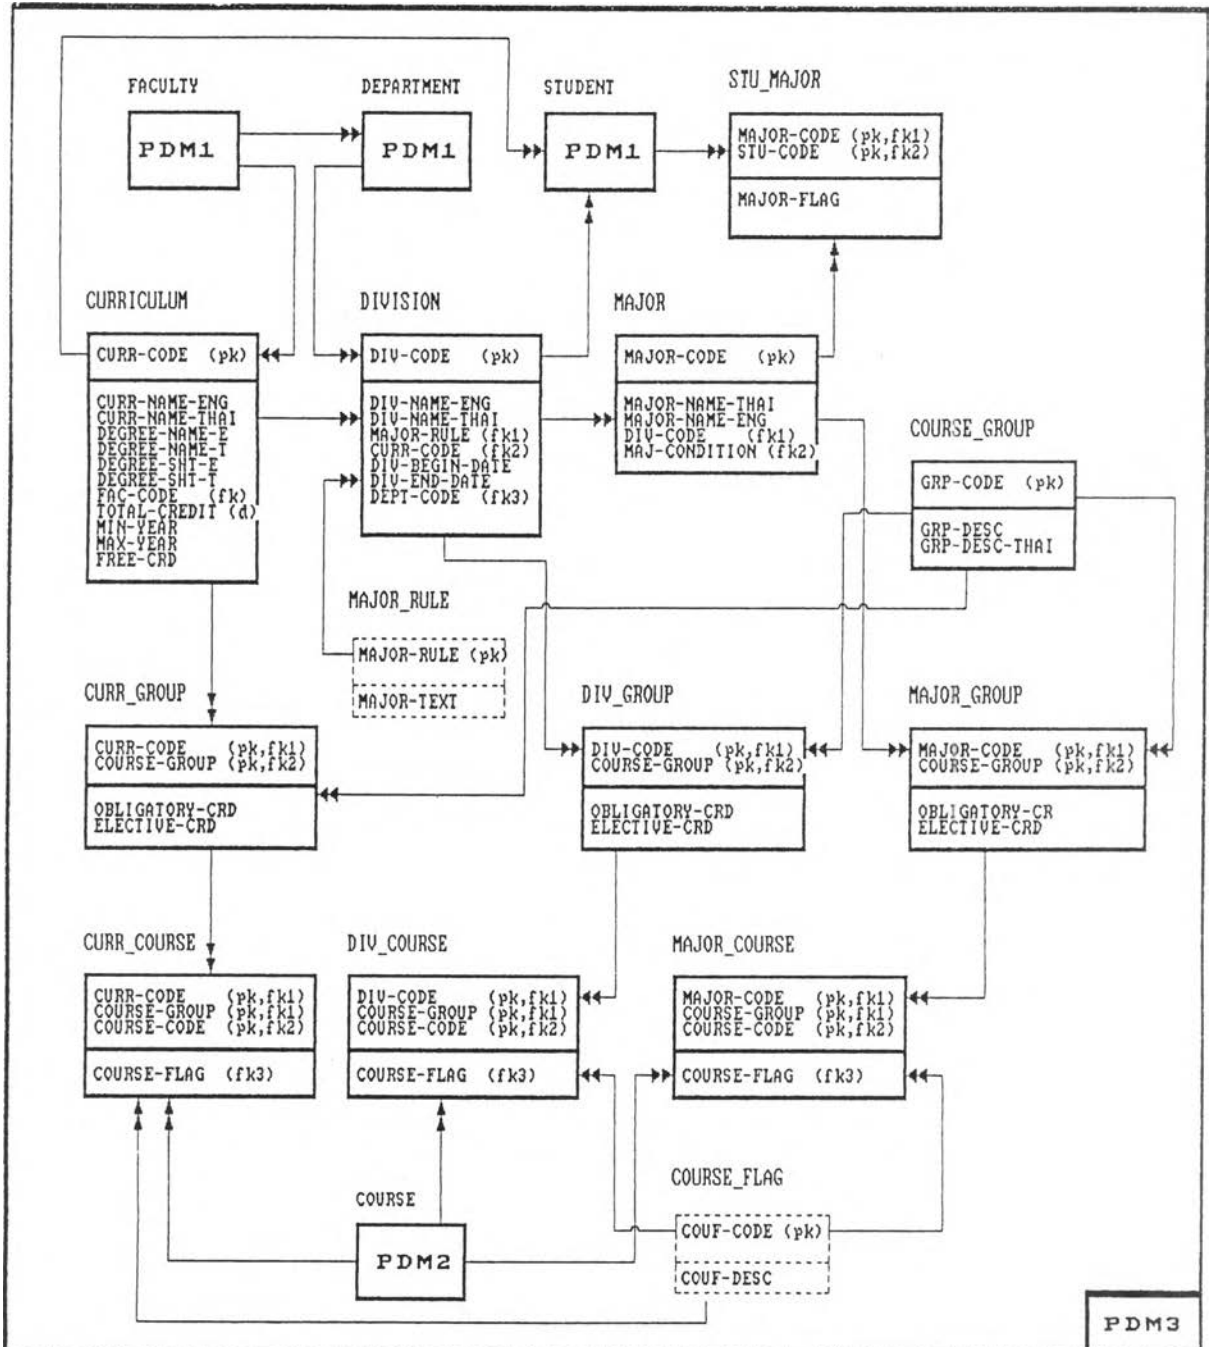 FACULTY
PDM1
DEPARTMENT
PDM1
STUDENT
PDM1
STU_MAJOR
MAJOR-CODE (pk,fk1)
STU-CODE (pk,fk2)
MAJOR-FLAG
CURRICULUM
CURR-CODE (pk)
CURR-NAME-ENG
CURR-NAME-THAI
DEGREE-NAME-E
DEGREE-NAME-T
DEGREE-SHT-E
DEGREE-SHT-T
FAC-CODE (fk)
TOTAL-CREDIT (d)
MIN-YEAR
MAX-YEAR
FREE-CRD
DIVISION
DIV-CODE (pk)
DIV-NAME-ENG
DIV-NAME-THAI
MAJOR-RULE (fk1)
CURR-CODE (fk2)
DIV-BEGIN-DATE
DIV-END-DATE
DEPT-CODE (fk3)
MAJOR
MAJOR-CODE (pk)
MAJOR-NAME-THAI
MAJOR-NAME-ENG
DIV-CODE (fk1)
MAJ-CONDITION (fk2)
COURSE_GROUP
GRP-CODE (pk)
GRP-DESC
GRP-DESC-THAI
MAJOR_RULE
MAJOR-RULE (pk)
MAJOR-TEXT
CURR_GROUP
CURR-CODE (pk,fk1)
COURSE-GROUP (pk,fk2)
OBLIGATORY-CRD
ELECTIVE-CRD
DIV_GROUP
DIV-CODE (pk,fk1)
COURSE-GROUP (pk,fk2)
OBLIGATORY-CRD
ELECTIVE-CRD
MAJOR_GROUP
MAJOR-CODE (pk,fk1)
COURSE-GROUP (pk,fk2)
OBLIGATORY-CR
ELECTIVE-CRD
CURR_COURSE
CURR-CODE (pk,fk1)
COURSE-GROUP (pk,fk1)
COURSE-CODE (pk,fk2)
COURSE-FLAG (fk3)
DIV_COURSE
DIV-CODE (pk,fk1)
COURSE-GROUP (pk,fk1)
COURSE-CODE (pk,fk2)
COURSE-FLAG (fk3)
MAJOR_COURSE
MAJOR-CODE (pk,fk1)
COURSE-GROUP (pk,fk1)
COURSE-CODE (pk,fk2)
COURSE-FLAG (fk3)
COURSE
PDM2
COURSE_FLAG
COUF-CODE (pk)
COUF-DESC
PDM3